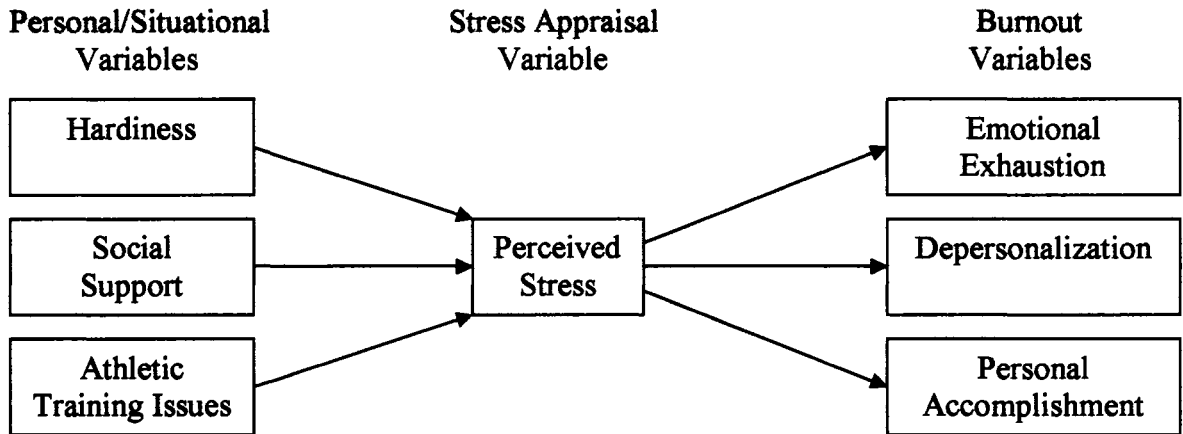 Personal/Situational
Variables
Stress Appraisal
Variable
Burnout
Variables
Hardiness
Social
Support
Athletic
Training Issues
Perceived
Stress
Emotional
Exhaustion
Depersonalization
Personal
Accomplishment